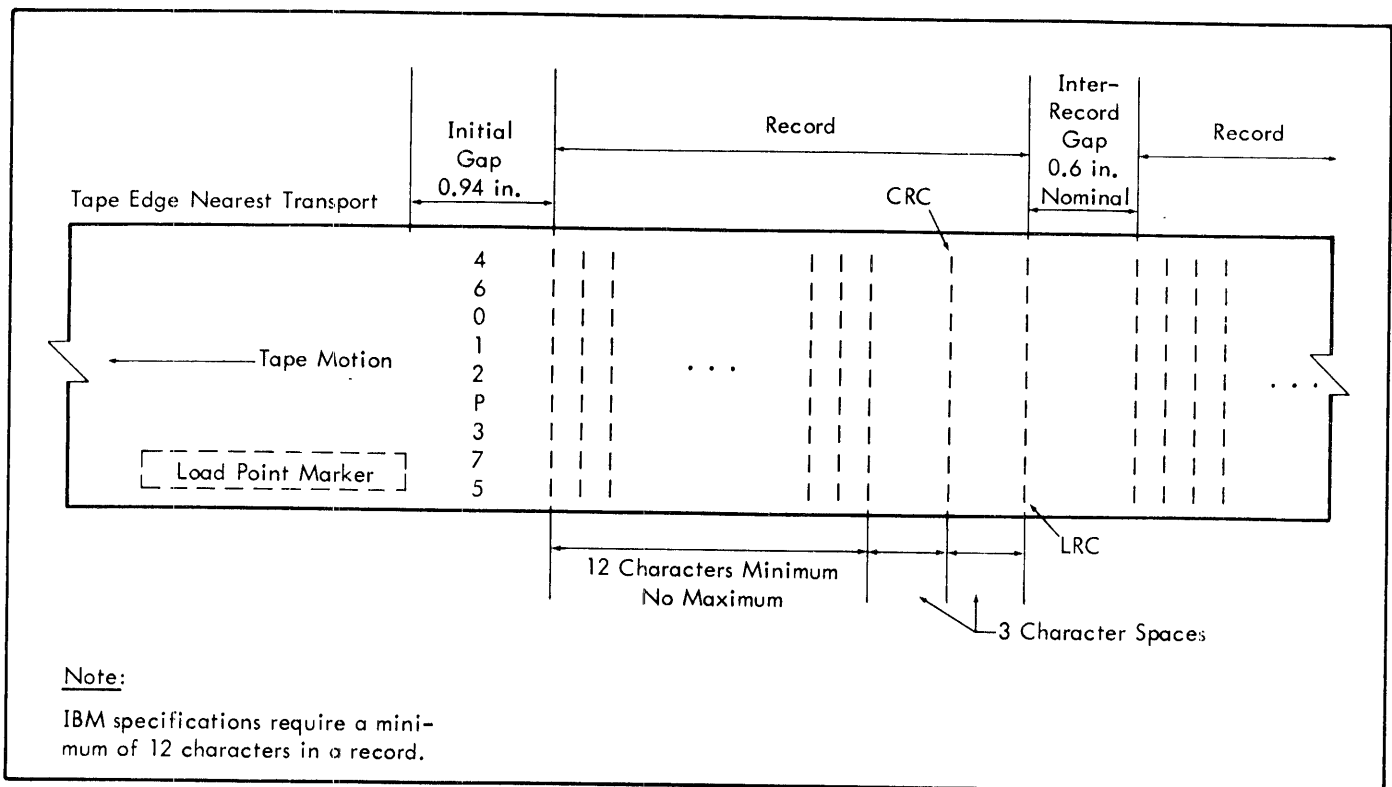 Initial
Gap
0.94 in.
Record
Inter-
Record
Gap
0.6 in.
Nominal
Record
Tape Edge Nearest Transport
CRC
4
6
0
1
2
P
3
7
5
Tape Motion
. . .
. . .
Load Point Marker
LRC
12 Characters Minimum
No Maximum
3 Character Spaces
Note:
IBM specifications require a mini-
mum of 12 characters in a record.